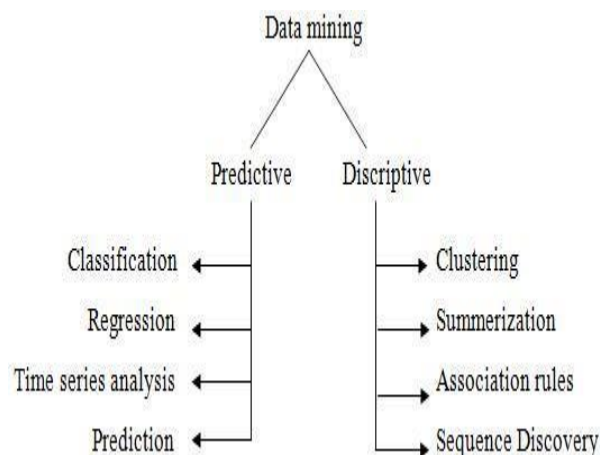 Data mining
Predictive
Discriptive
Classification
Regression
Time series analysis
Prediction
Clustering
Summerization
Association rules
Sequence Discovery